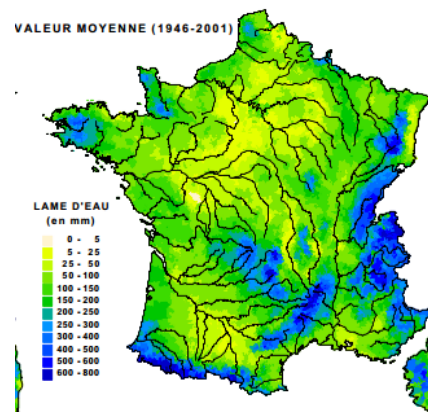 VALEUR MOYENNE (1946-2001)
LAME D'EAU
(en mm)
0 - 5
5 - 25
25 - 50
50 - 100
100 - 150
150 - 200
200 - 250
250 - 300
300 - 400
400 - 500
500 - 600
600 - 800